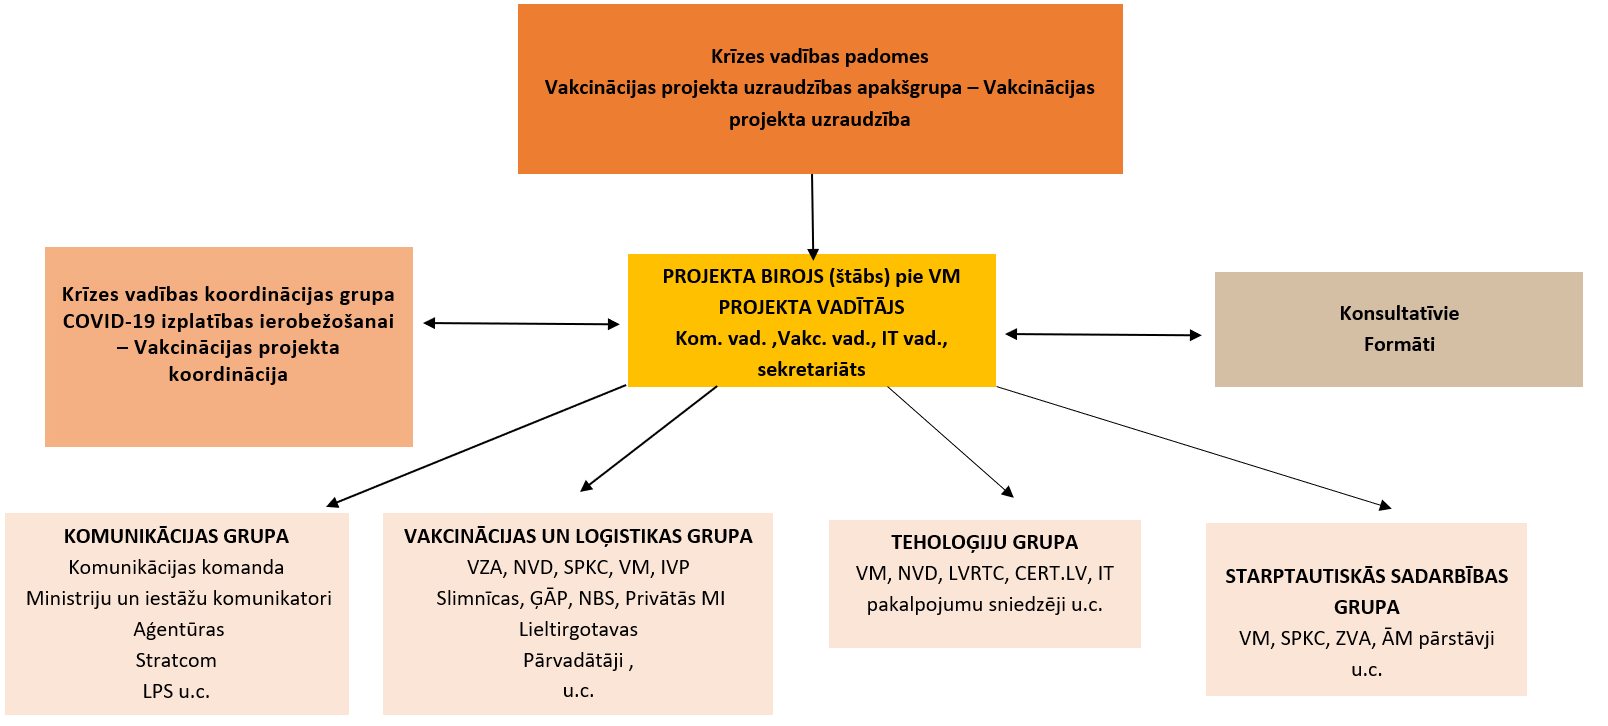 Krīzes vadības padomes
Vakcinācijas projekta uzraudzības apakšgrupa – Vakcinācijas
projekta uzraudzība
Krīzes vadības koordinācijas grupa
COVID-19 izplatības ierobežošanai
– Vakcinācijas projekta
koordinācija
PROJEKTA BIROJS (štābs) pie VM
PROJEKTA VADĪTĀJS
Kom. vad. ,Vakc. vad., IT vad.,
sekretariāts
Konsultatīvie
Formāti
KOMUNIKĀCIJAS GRUPA
Komunikācijas komanda
Ministriju un iestāžu komunikatori
Aģentūras
Stratcom
LPS u.c.
VAKCINĀCIJAS UN LOĢISTIKAS GRUPA
VZA, NVD, SPKC, VM, IVP
Slimnīcas, ĢĀP, NBS, Privātās MI
Lieltirgotavas
Pārvadātāji ,
u.c.
TEHOLOĢIJU GRUPA
VM, NVD, LVRTC, CERT.LV, IT
pakalpojumu sniedzēji u.c.
STARPTAUTISKĀS SADARBĪBAS
GRUPA
VM, SPKC, ZVA, ĀM pārstāvji
u.c.